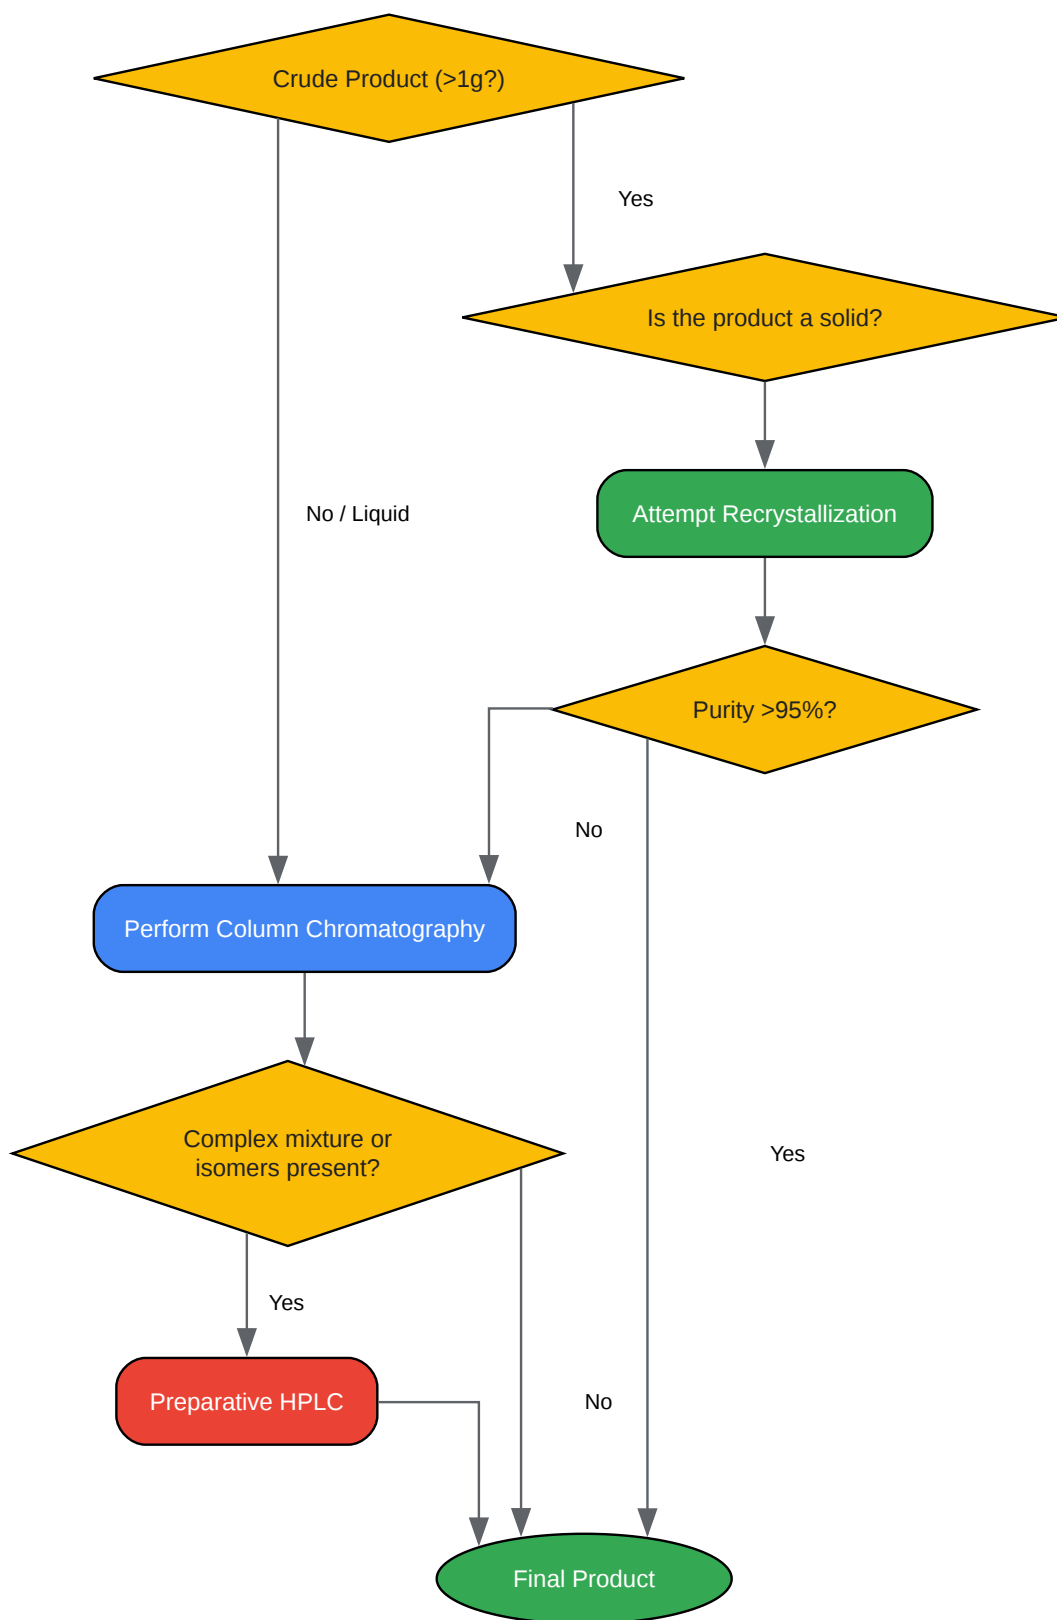 Crude Product (>1g?)
Yes
Is the product a solid?
No / Liquid
Attempt Recrystallization
Purity >95%?
No
Perform Column Chromatography
Complex mixture or
isomers present?
Yes
Yes
Preparative HPLC
No
Final Product